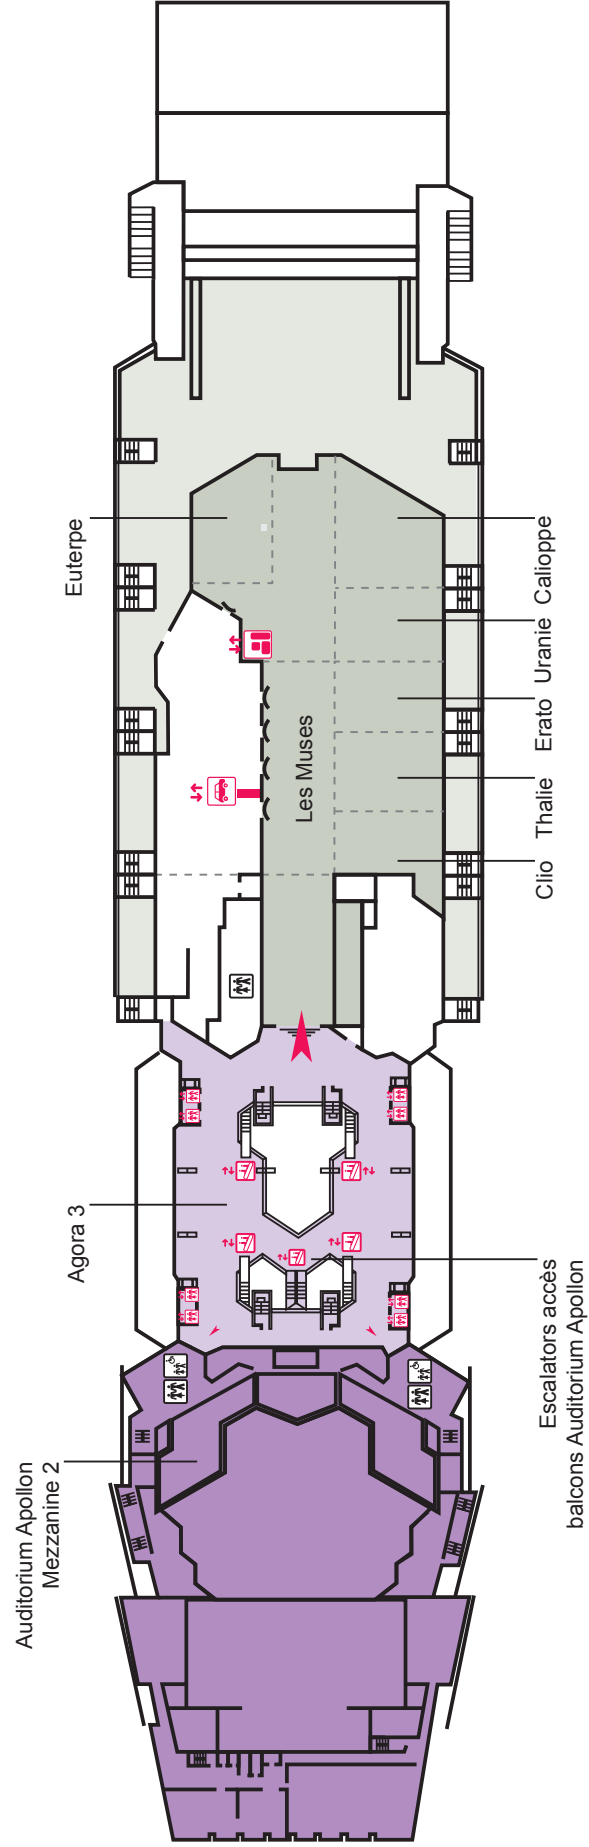 Euterpe
Calioppe
Uranie
Erato
Thalie
Clio
Les Muses
Agora 3
Escalators accès
balcons Auditorium Apollon
Auditorium Apollon
Mezzanine 2